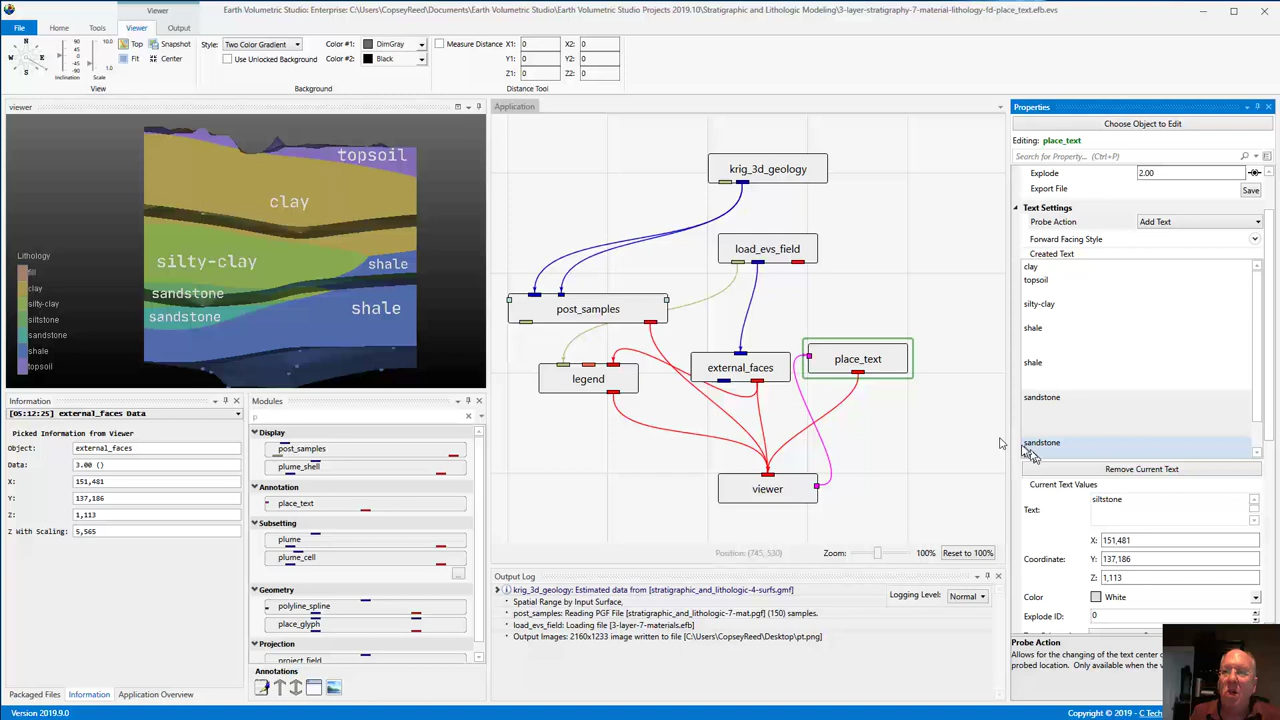 Viewer
Earth Volumetric Studio: Enterprise: C:\Users\CopseyReed\Documents\Earth Volumetric Studio\Earth Volumetric Studio Projects 2019.10\Stratigraphic and Lithologic Modeling\3-layer-stratigraphy-7-material-lithology-fd-place_text.efb.evs
File
Home
Tools
Viewer
Output
N
W
E
S
90
45
0
-45
-90
Inclination
10.0
1.0
Scale
Top
Snapshot
Fit
Center
View
Style:
Two Color Gradient
Use Unlocked Background
Color #1:
DimGray
Color #2:
Black
Background
Measure Distance
X1:
0
X2:
0
Y1:
0
Y2:
0
Z1:
0
Z2:
0
Distance Tool
viewer
topsoil
clay
silty-clay
shale
sandstone
sandstone
shale
Lithology
fill
clay
silty-clay
siltstone
sandstone
shale
topsoil
Information
[05:12:25] external_faces Data
Picked Information from Viewer
Object:
external_faces
Data:
3.00 ()
X:
151,481
Y:
137,186
Z:
1,113
Z With Scaling:
5,565
Packaged Files
Information
Application Overview
Modules
p
Display
post_samples
plume_shell
Annotation
place_text
Subsetting
plume
plume_cell
...
Geometry
polyline_spline
place_glyph
Projection
project_field
Annotations
Application
krig_3d_geology
load_evs_field
post_samples
legend
external_faces
place_text
viewer
Position: (745, 530)
Zoom:
100%
Reset to 100%
Output Log
krig_3d_geology: Estimated data from [stratigraphic_and_lithologic-4-surfs.gmf]
Spatial Range by Input Surface,
post_samples: Reading PGF File [stratigraphic_and_lithologic-7-mat.pgf] (150) samples.
load_evs_field: Loading file [3-layer-7-materials.efb]
Output Images: 2160x1233 image written to file [C:\Users\CopseyReed\Desktop\pt.png]
Logging Level:
Normal
Properties
Choose Object to Edit
Editing: place_text
Search for Property... (Ctrl+P)
Explode
2.00
Export File
Save
Text Settings
Probe Action
Add Text
Forward Facing Style
Created Text
clay
topsoil
silty-clay
shale
shale
sandstone
sandstone
Remove Current Text
Current Text Values
Text:
siltstone
Coordinate:
X:
151,481
Y:
137,186
Z:
1,113
Color
White
Explode ID:
0
Probe Action
Allows for the changing of the text center
probed location. Only available when the
Version 2019.9.0
Copyright © 2019 - C Tech